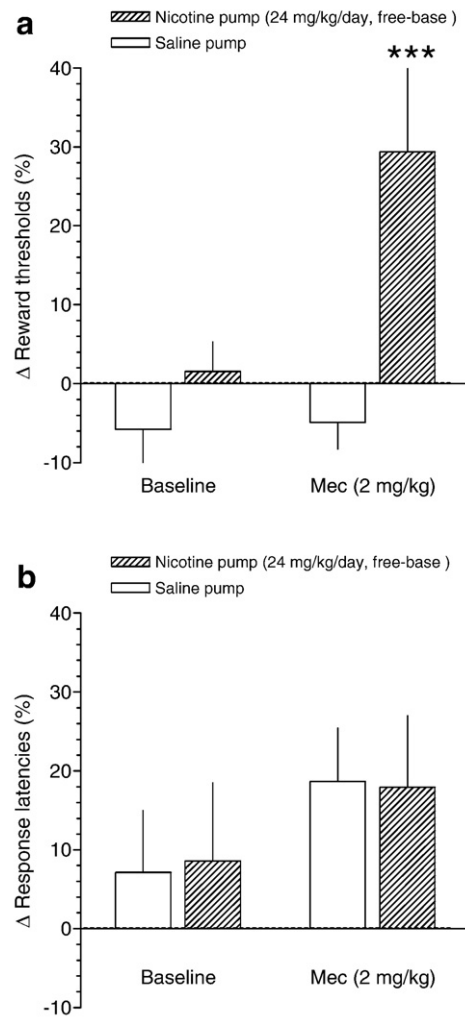 a
Nicotine pump (24 mg/kg/day, free-base )
Saline pump
***
40
30
20
10
0
-10
Δ Reward thresholds (%)
Baseline
Mec (2 mg/kg)
b
Nicotine pump (24 mg/kg/day, free-base )
Saline pump
40
30
20
10
0
-10
Δ Response latencies (%)
Baseline
Mec (2 mg/kg)